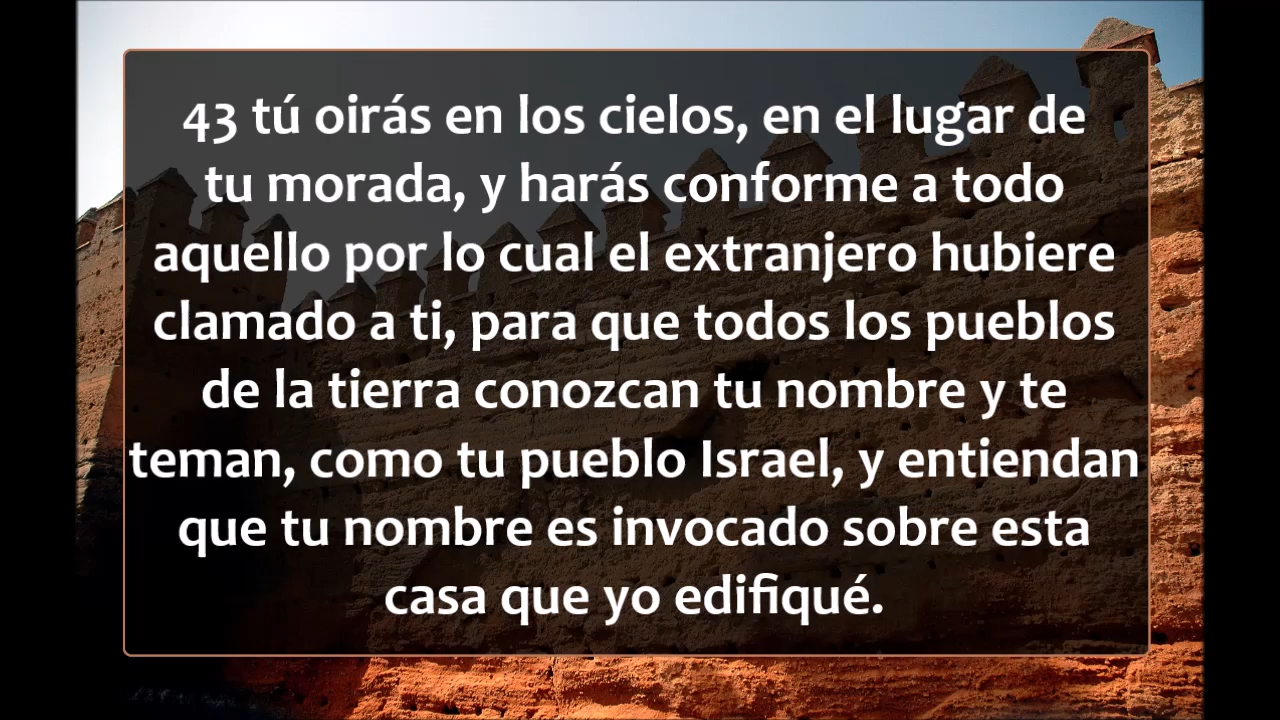 43 tú oirás en los cielos, en el lugar de
tu morada, y harás conforme a todo
aquello por lo cual el extranjero hubiere
clamado a ti, para que todos los pueblos
de la tierra conozcan tu nombre y te
teman, como tu pueblo Israel, y entiendan
que tu nombre es invocado sobre esta
casa que yo edifiqué.